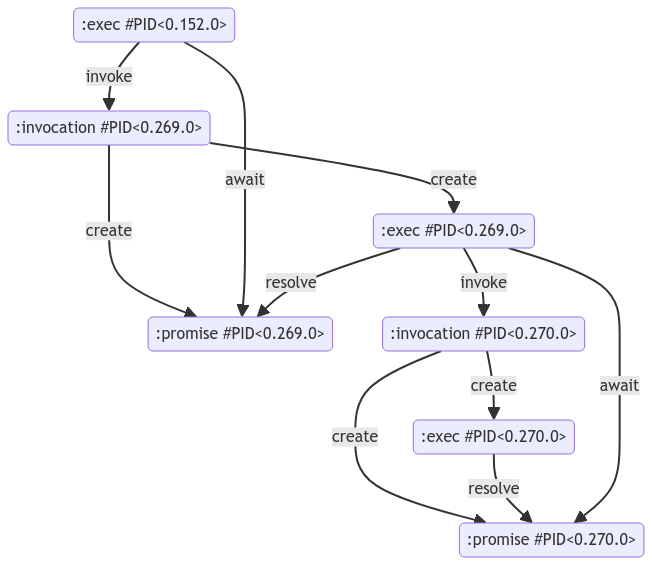 :exec #PID<0.152.0>
invoke
:invocation #PID<0.269.0>
await
create
create
:exec #PID<0.269.0>
resolve
invoke
:promise #PID<0.269.0>
:invocation #PID<0.270.0>
create
await
create
:exec #PID<0.270.0>
resolve
:promise #PID<0.270.0>